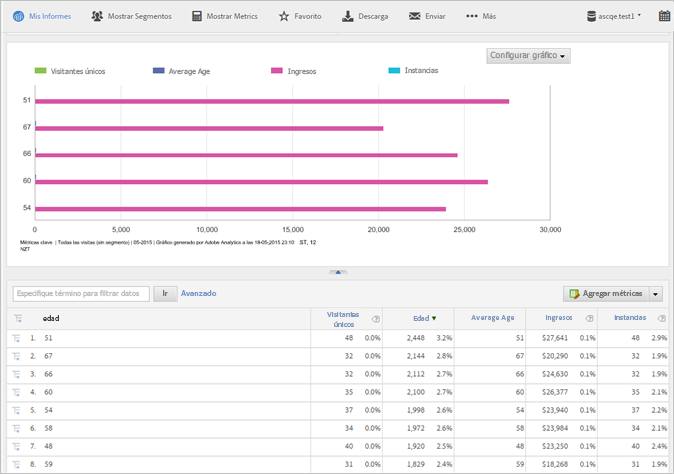 Mis Informes Mostrar Segmentos Mostrar Metrics Favorito Descarga Enviar Más ascqe.test1
Configurar gráfico
Visitantes únicos Average Age Ingresos Instancias
51
67
66
60
54
0 5,000 10,000 15,000 20,000 25,000 30,000
Métricas clave | Todas las visitas (sin segmento) | 05-2015 | Gráfico generado por Adobe Analytics a las 18-05-2015 23:10 ST, 12
NZT
Especifique término para filtrar datos Ir Avanzado Agregar métricas
edad Visitantes únicos Edad Average Age Ingresos Instancias
1. 51 48 0.0% 2,448 3.2% 51 $27,641 0.1% 48 2.9%
2. 67 32 0.0% 2,144 2.8% 67 $20,290 0.1% 32 1.9%
3. 66 32 0.0% 2,112 2.7% 66 $24,630 0.1% 32 1.9%
4. 60 35 0.0% 2,100 2.7% 60 $26,377 0.1% 35 2.1%
5. 54 37 0.0% 1,998 2.6% 54 $23,940 0.1% 37 2.2%
6. 58 34 0.0% 1,972 2.6% 58 $23,984 0.1% 34 2.1%
7. 48 40 0.0% 1,920 2.5% 48 $23,250 0.1% 40 2.4%
8. 59 31 0.0% 1,829 2.4% 59 $18,268 0.1% 31 1.9%